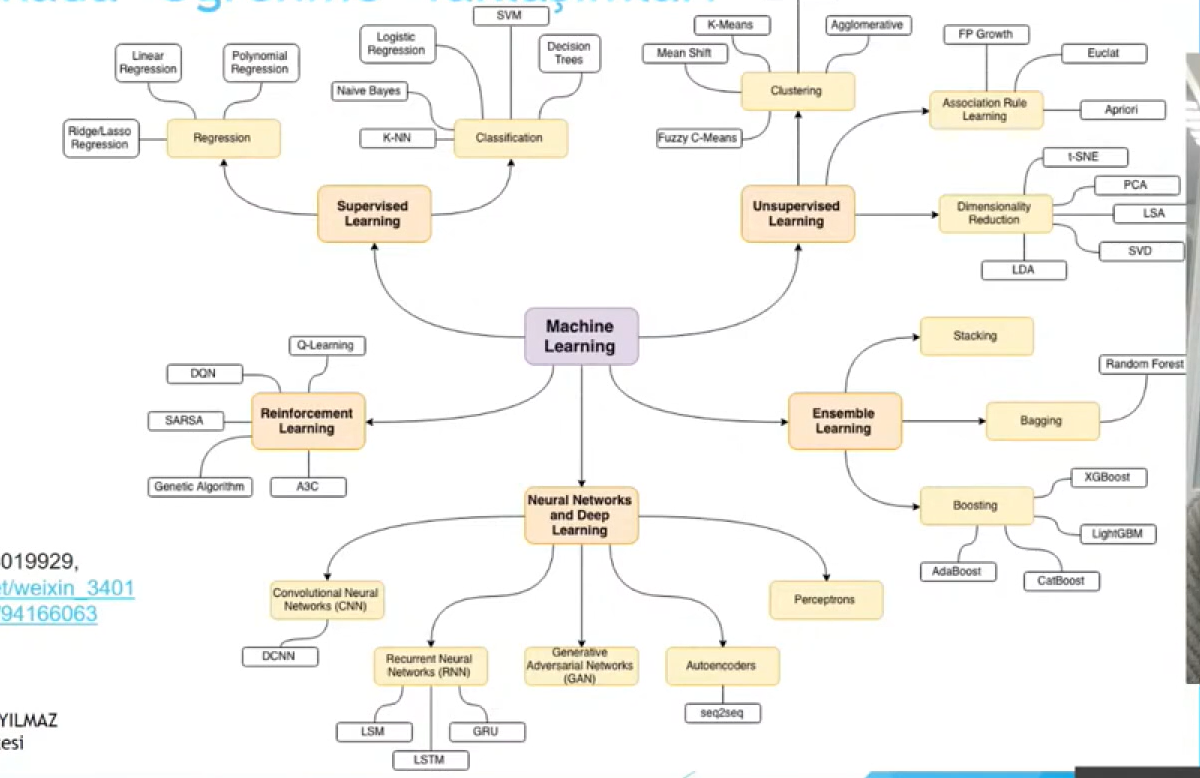 Öğrenme
SVM
K-Means
Agglomerative
Logistic
Regression
FP Growth
Linear
Regression
Polynomial
Regression
Decision
Trees
Mean Shift
Euclat
Naive Bayes
Clustering
Association Rule
Learning
Apriori
Ridge/Lasso
Regression
Regression
K-NN
Classification
Fuzzy C-Means
t-SNE
PCA
Supervised
Learning
Unsupervised
Learning
Dimensionality
Reduction
LSA
SVD
LDA
Machine
Learning
Stacking
Q-Learning
Random Forest
DQN
SARSA
Reinforcement
Learning
Ensemble
Learning
Bagging
Genetic Algorithm
A3C
XGBoost
Neural Networks
and Deep
Learning
Boosting
LightGBM
AdaBoost
CatBoost
019929,
et/weixin_3401
94166063
Convolutional Neural
Networks (CNN)
Perceptrons
DCNN
Recurrent Neural
Networks (RNN)
Generative
Adversarial Networks
(GAN)
Autoencoders
seq2seq
LSM
GRU
LSTM
YILMAZ
esi